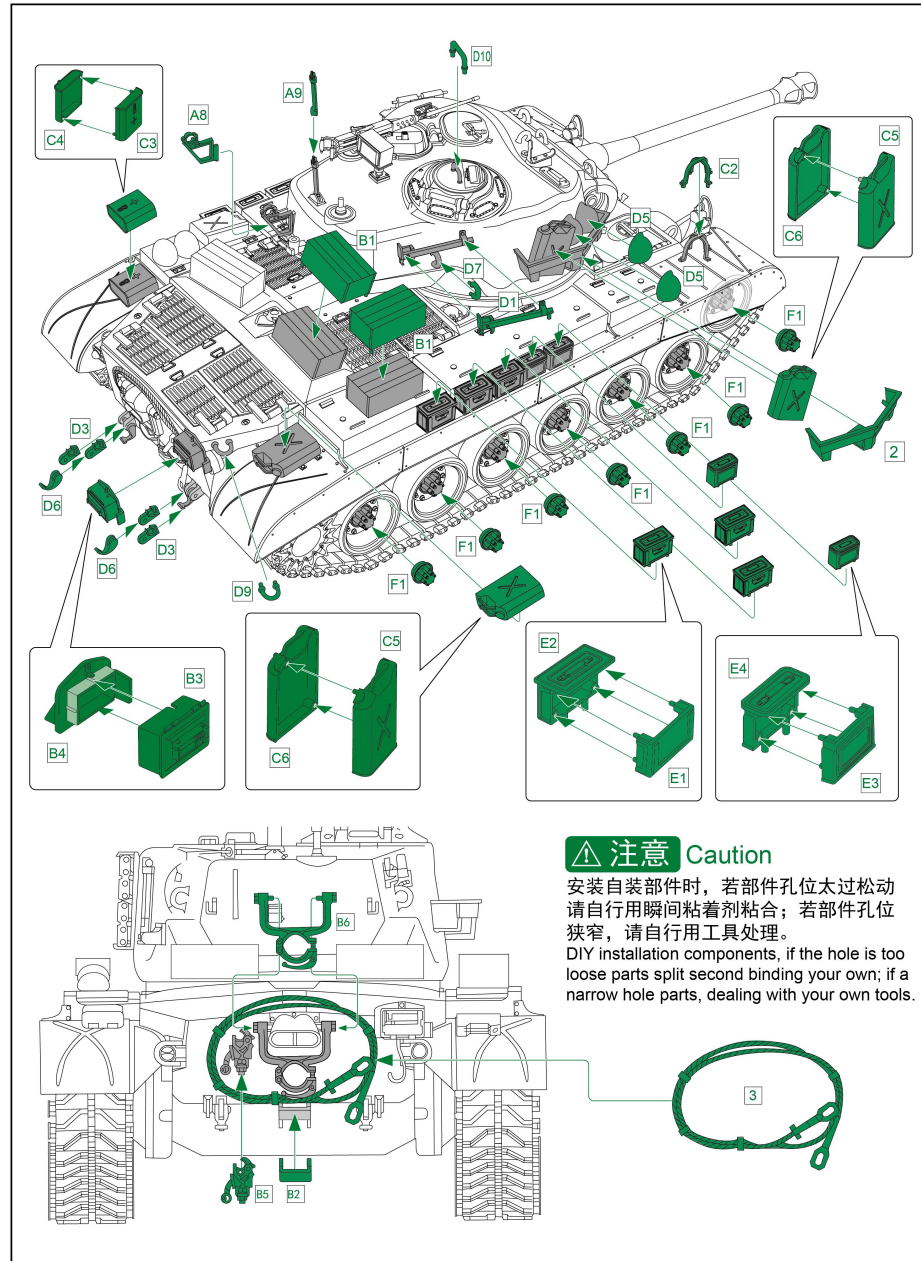 D10
A9
C4
C3
A8
C5
C2
C6
D5
B1
D7
D5
D1
F1
B1
F1
D3
F1
2
D6
F1
F1
D3
F1
D6
F1
D9
C5
E2
B3
E4
B4
C6
E1
E3
注意 Caution
安装自装部件时，若部件孔位太过松动
请自行用瞬间粘着剂粘合；若部件孔位
狭窄，请自行用工具处理。
DIY installation components, if the hole is too
loose parts split second binding your own; if a
narrow hole parts, dealing with your own tools.
B6
3
B5
B2